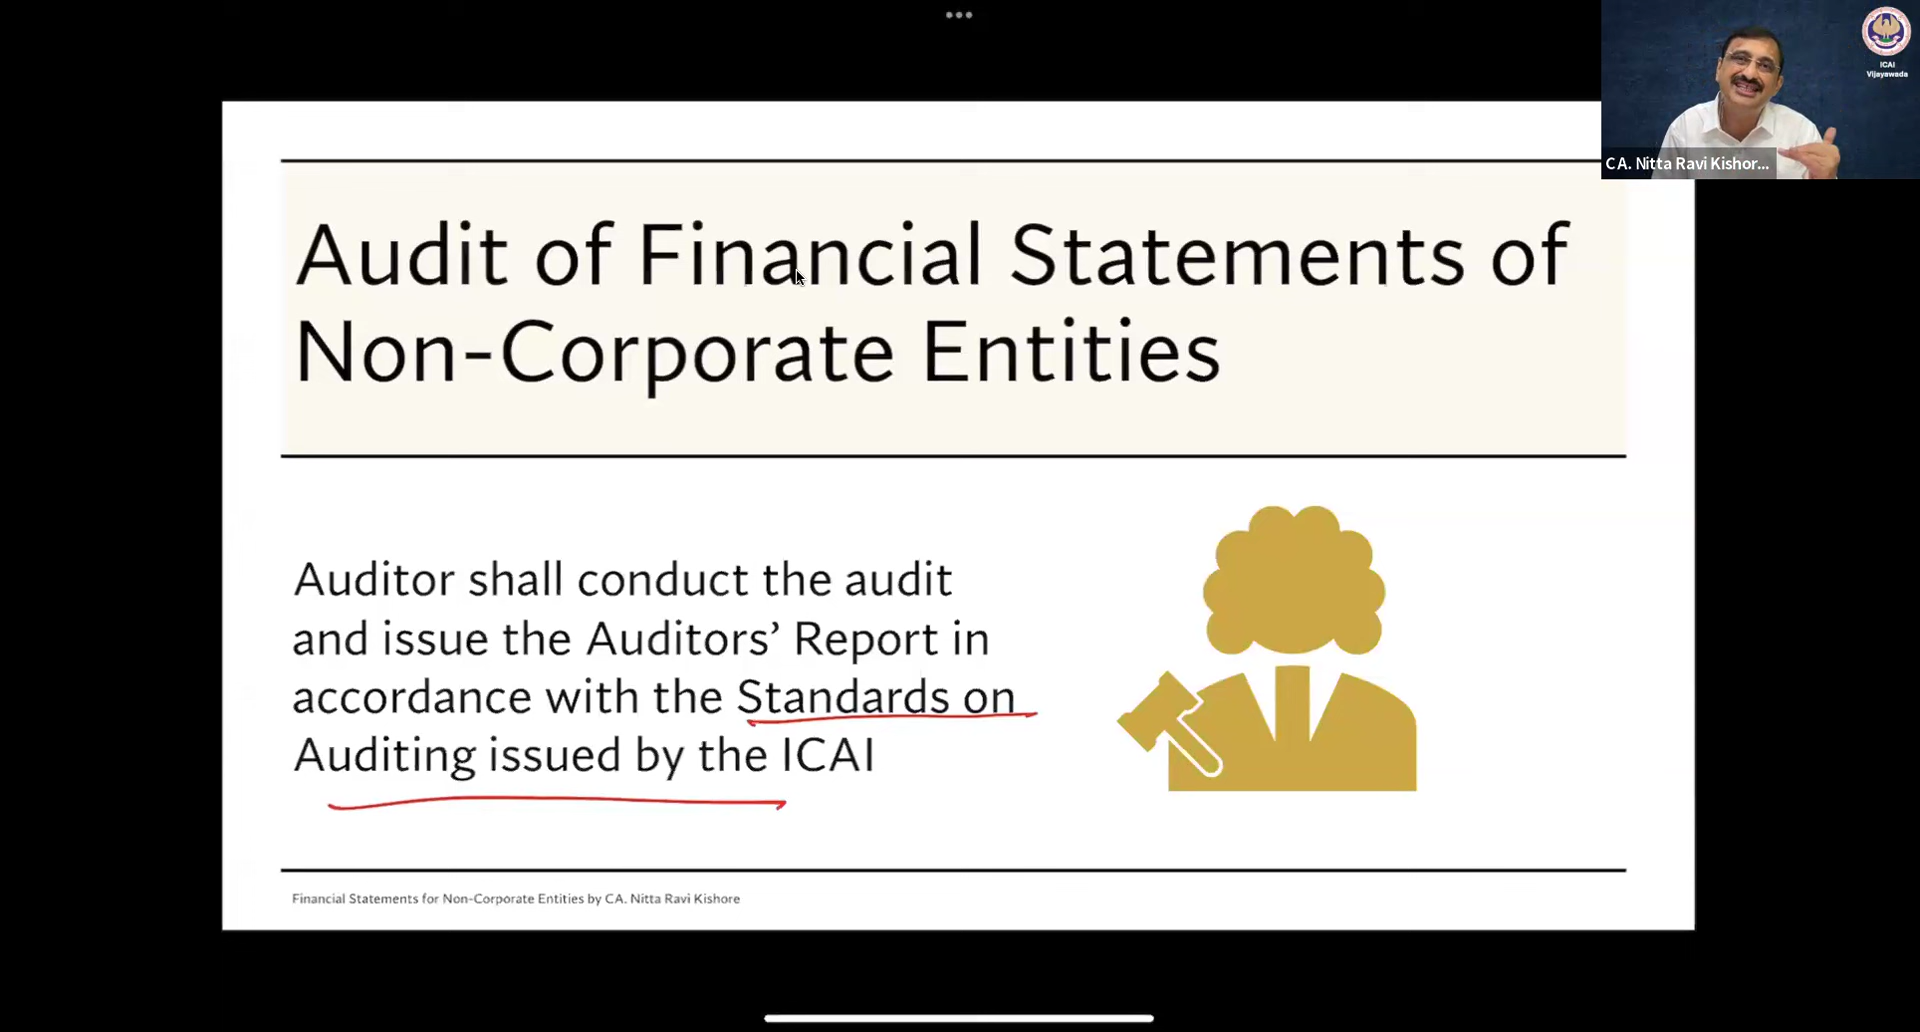 ICAI
Vijayawada
CA. Nitta Ravi Kishor...
Audit of Financial Statements of
Non-Corporate Entities
Auditor shall conduct the audit
and issue the Auditors’ Report in
accordance with the Standards on
Auditing issued by the ICAI
Financial Statements for Non-Corporate Entities by CA. Nitta Ravi Kishore